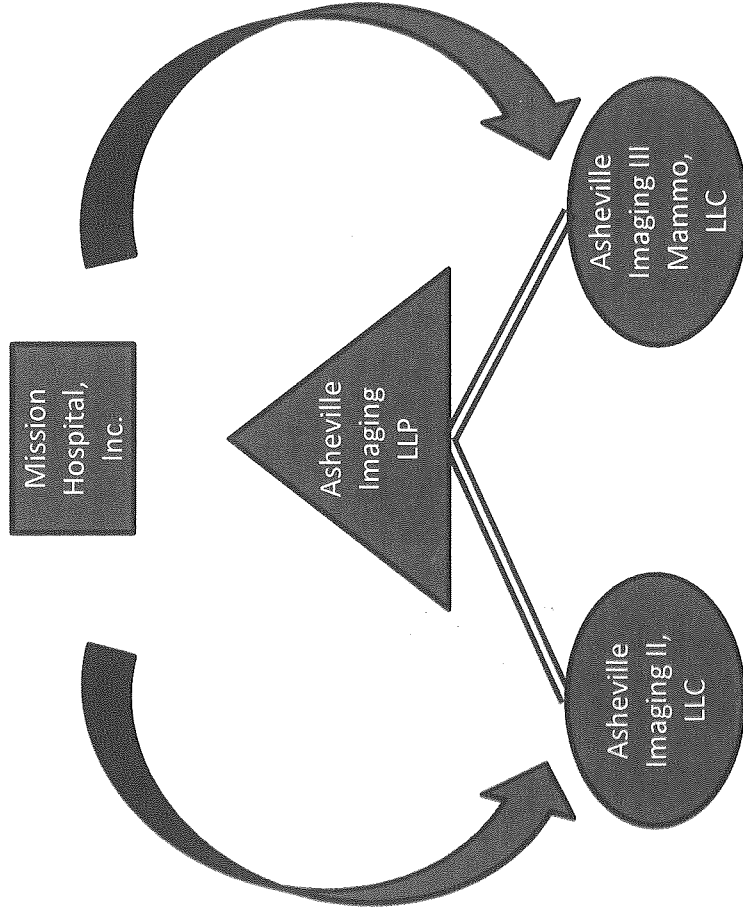 Mission
Hospital,
Inc.
Asheville
Imaging
LLP
Asheville
Imaging II,
LLC
Asheville
Imaging III
Mammo,
LLC